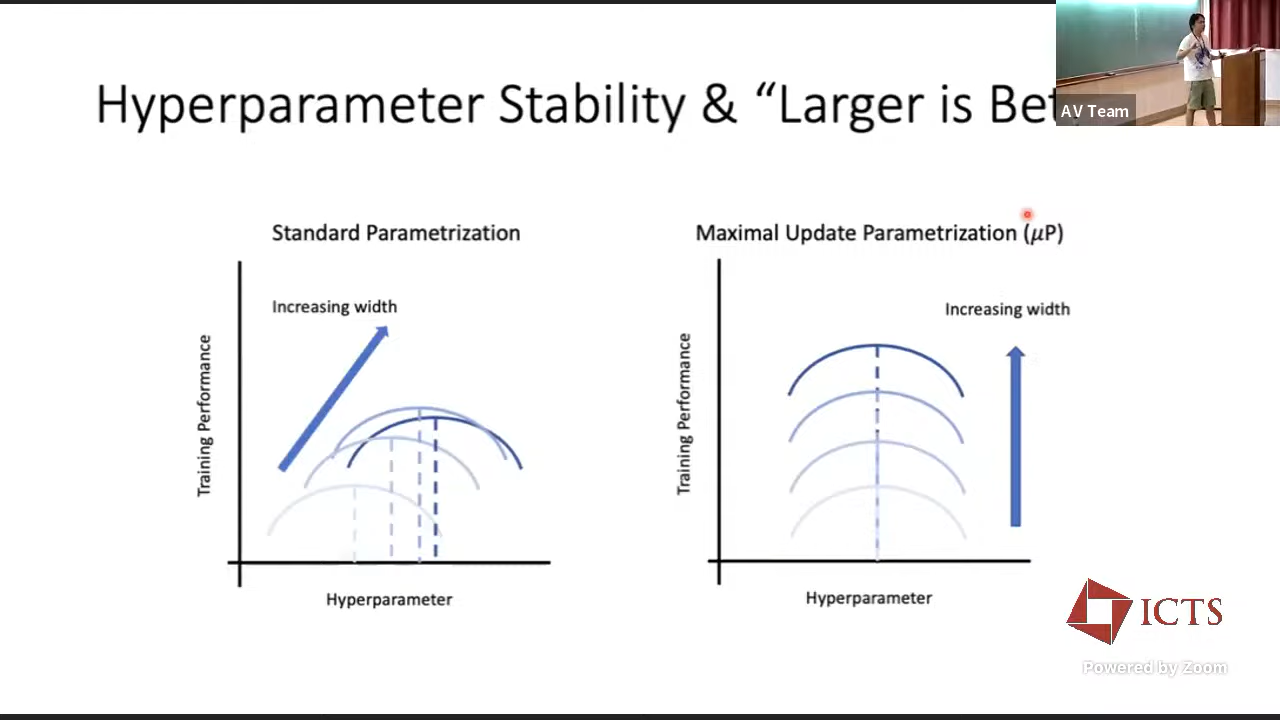 Hyperparameter Stability & “Larger is Bet
AV Team
Standard Parametrization
Maximal Update Parametrization (μP)
Increasing width
Increasing width
Training Performance
Training Performance
Hyperparameter
Hyperparameter
ICTS
Powered by Zoom